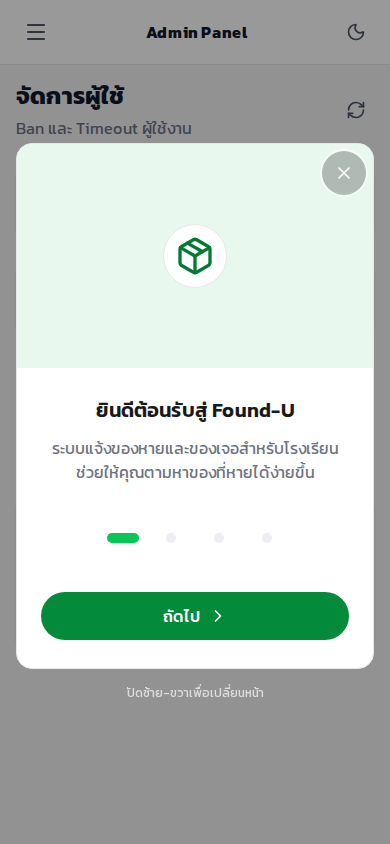 Admin Panel
จัดการผู้ใช้
Ban และ Timeout ผู้ใช้งาน
ยินดีต้อนรับสู่ Found-U
ระบบแจ้งของหายและของเจอสำหรับโรงเรียน
ช่วยให้คุณตามหาของที่หายได้ง่ายขึ้น
ถัดไป
ปัดซ้าย-ขวาเพื่อเปลี่ยนหน้า